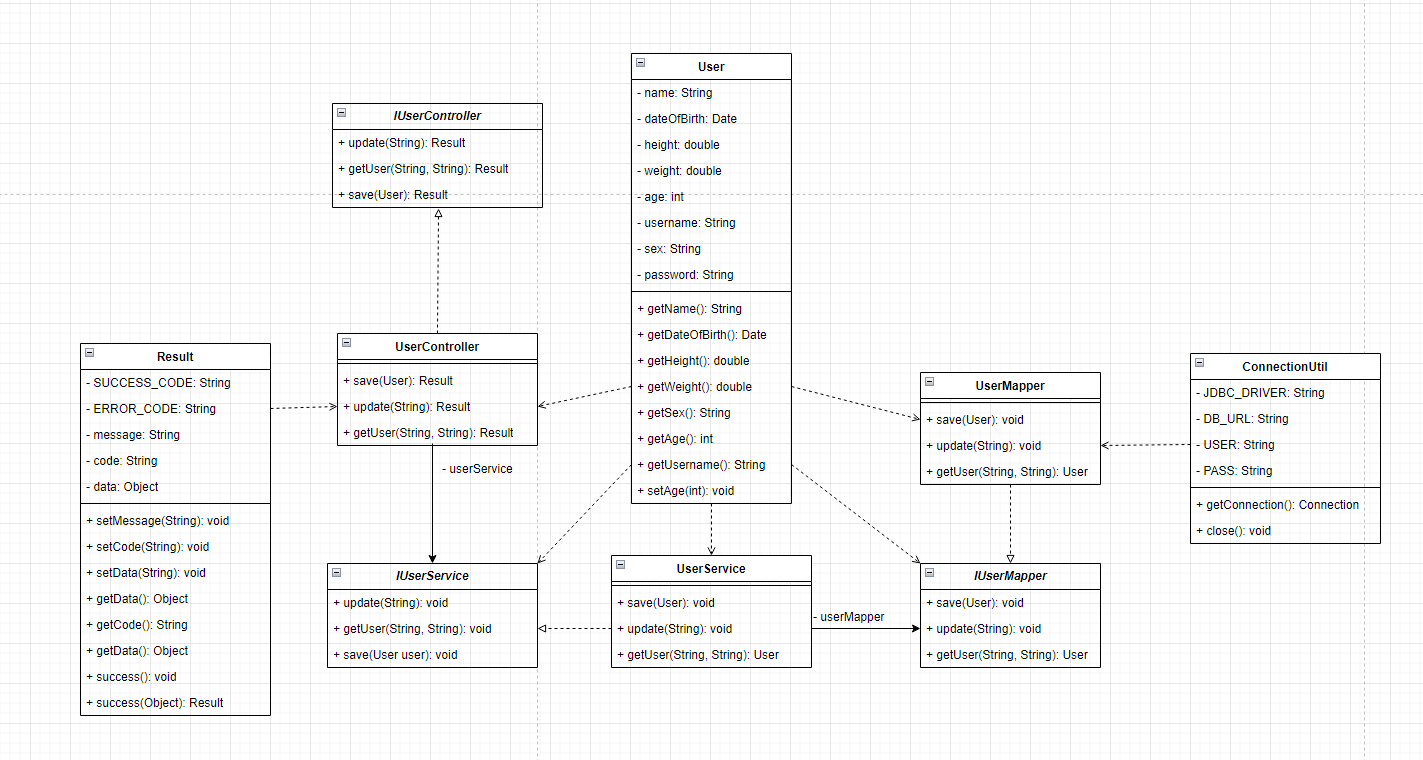 User
- name: String
- dateOfBirth: Date
- height: double
- weight: double
- age: int
- username: String
- sex: String
- password: String
+ getName(): String
+ getDateOfBirth(): Date
+ getHeight(): double
+ getWeight(): double
+ getSex(): String
+ getAge(): int
+ getUsername(): String
+ setAge(int): void
IUserController
+ update(String): Result
+ getUser(String, String): Result
+ save(User): Result
UserController
+ save(User): Result
+ update(String): Result
+ getUser(String, String): Result
- userService
Result
- SUCCESS_CODE: String
- ERROR_CODE: String
- message: String
- code: String
- data: Object
+ setMessage(String): void
+ setCode(String): void
+ setData(String): void
+ getData(): Object
+ getCode(): String
+ getData(): Object
+ success(): void
+ success(Object): Result
UserMapper
+ save(User): void
+ update(String): void
+ getUser(String, String): User
ConnectionUtil
- JDBC_DRIVER: String
- DB_URL: String
- USER: String
- PASS: String
+ getConnection(): Connection
+ close(): void
IUserService
+ update(String): void
+ getUser(String, String): void
+ save(User user): void
UserService
+ save(User): void
+ update(String): void
+ getUser(String, String): User
- userMapper
IUserMapper
+ save(User): void
+ update(String): void
+ getUser(String, String): User